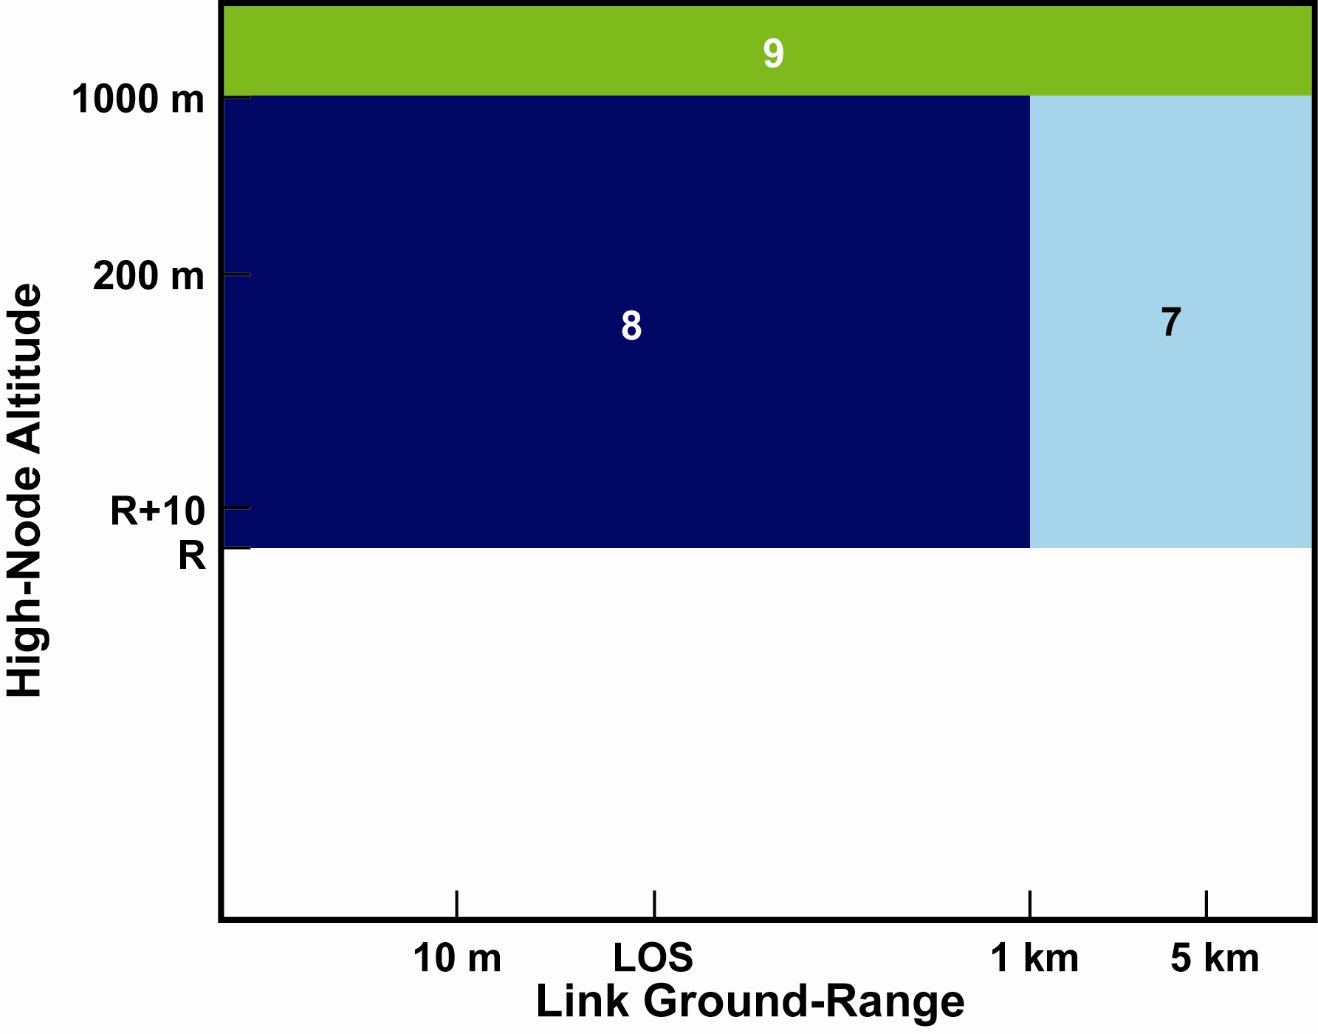 9
1000 m
200 m
8
7
High-Node Altitude
R+10
R
10 m
LOS
1 km
5 km
Link Ground-Range